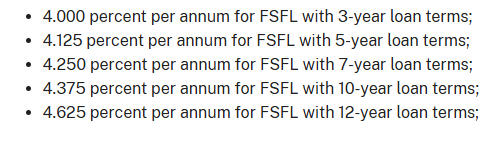 • 4.000 percent per annum for FSFL with 3-year loan terms;
• 4.125 percent per annum for FSFL with 5-year loan terms;
• 4.250 percent per annum for FSFL with 7-year loan terms;
• 4.375 percent per annum for FSFL with 10-year loan terms;
• 4.625 percent per annum for FSFL with 12-year loan terms;